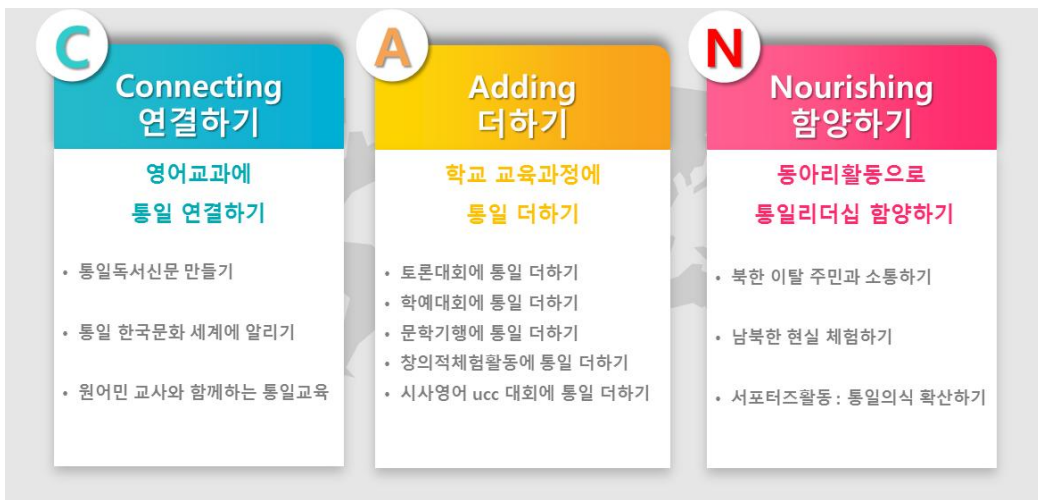 C
Connecting
연결하기
영어교과에
통일 연결하기
• 통일독서신문 만들기
• 통일 한국문화 세계에 알리기
• 원어민 교사와 함께하는 통일교육
A
Adding
더하기
학교 교육과정에
통일 더하기
• 토론대회에 통일 더하기
• 학예대회에 통일 더하기
• 문학기행에 통일 더하기
• 창의적체험활동에 통일 더하기
• 시사영어 ucc 대회에 통일 더하기
N
Nourishing
함양하기
동아리활동으로
통일리더십 함양하기
• 북한 이탈 주민과 소통하기
• 남북한 현실 체험하기
• 서포터즈활동 : 통일의식 확산하기